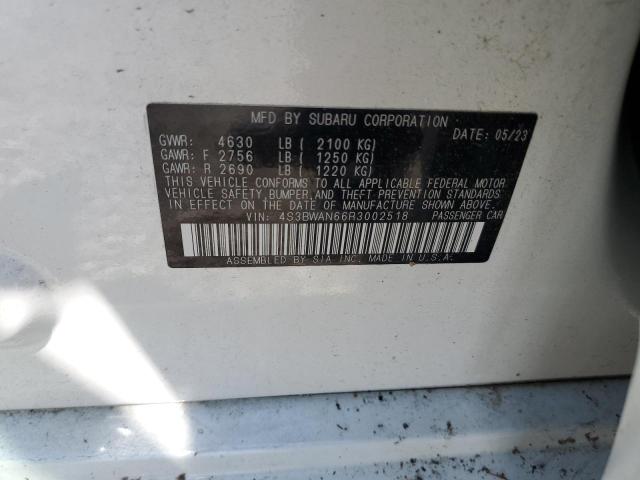 MFD BY SUBARU CORPORATION
DATE: 05/23
GVWR: 4630 LB ( 2100 KG)
GAWR: F 2756 LB ( 1250 KG)
GAWR: R 2690 LB ( 1220 KG)
THIS VEHICLE CONFORMS TO ALL APPLICABLE FEDERAL MOTOR
VEHICLE SAFETY,BUMPER,AND THEFT PREVENTION STANDARDS
IN EFFECT ON THE DATE OF MANUFACTURE SHOWN ABOVE.
VIN: 4S3BWAN66R3002518 PASSENGER CAR
ASSEMBLED BY SIA INC. MADE IN U.S.A.